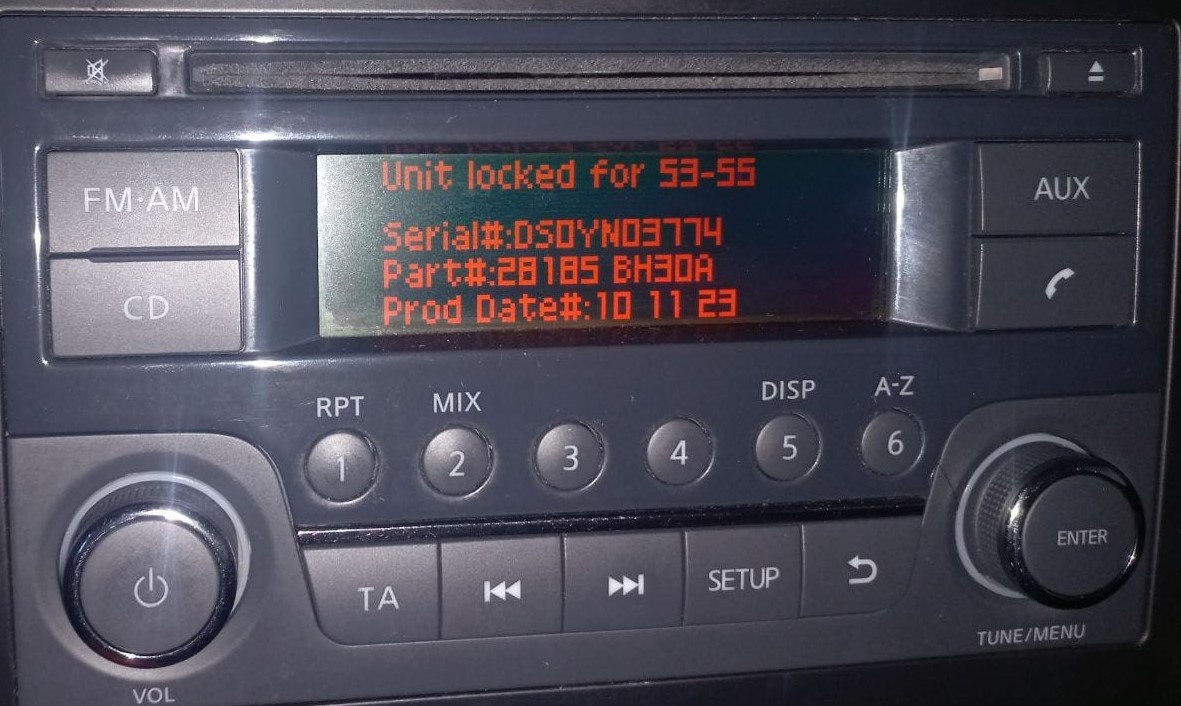 Unit locked for 53-55
Serial#:DS0YN03774
Part#:28185 BH30A
Prod Date#:10 11 23
FM·AM
AUX
CD
RPT
MIX
DISP
A-Z
1
2
3
4
5
6
TA
SETUP
ENTER
TUNE/MENU
VOL